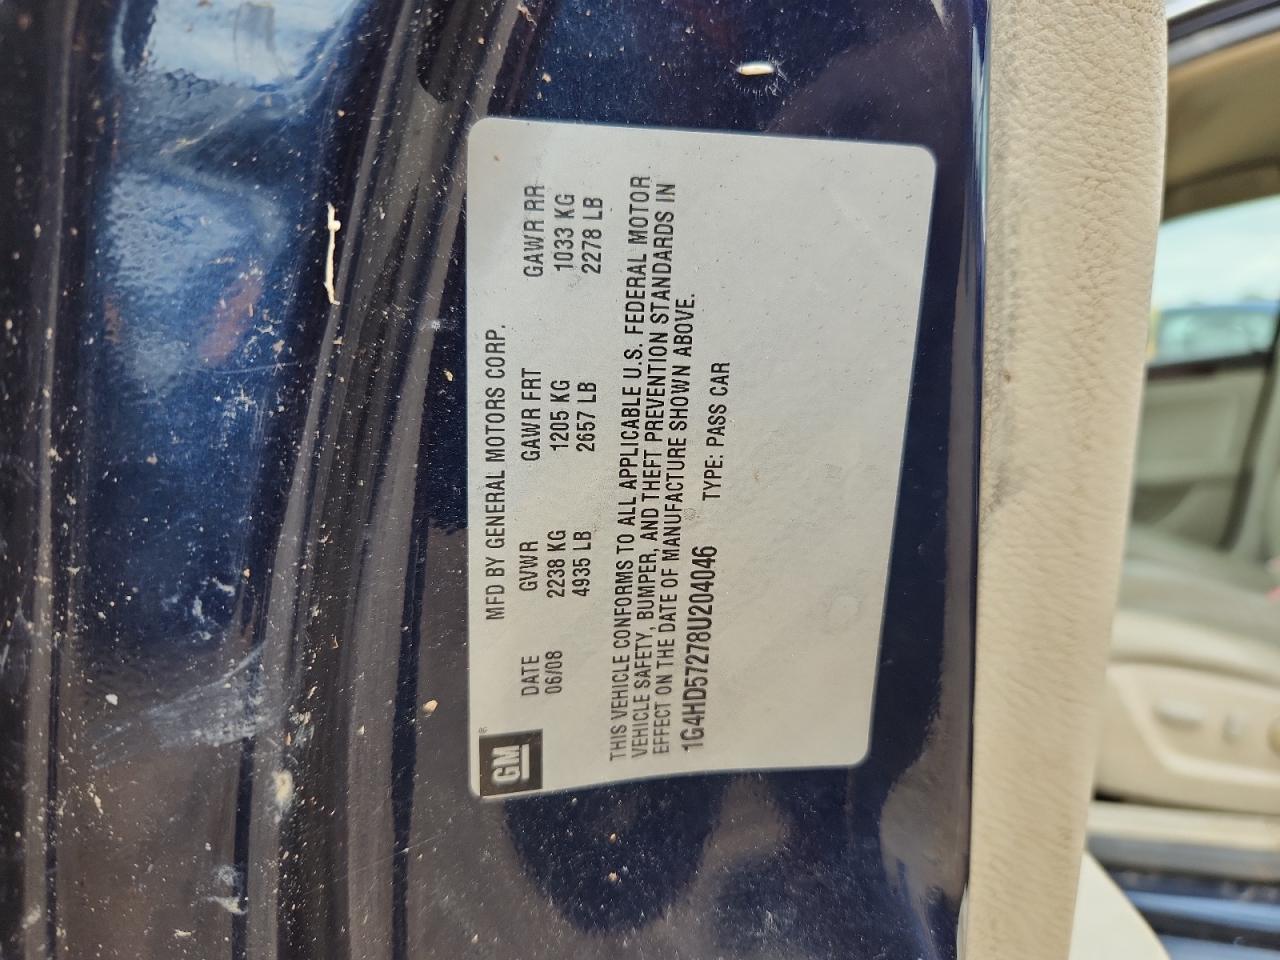 MFD BY GENERAL MOTORS CORP.
DATE GVWR GAWR FRT GAWR RR
06/08 2238 KG 1205 KG 1033 KG
4935 LB 2657 LB 2278 LB
GM®
THIS VEHICLE CONFORMS TO ALL APPLICABLE U.S. FEDERAL MOTOR
VEHICLE SAFETY, BUMPER, AND THEFT PREVENTION STANDARDS IN
EFFECT ON THE DATE OF MANUFACTURE SHOWN ABOVE.
1G4HD57278U204046 TYPE: PASS CAR